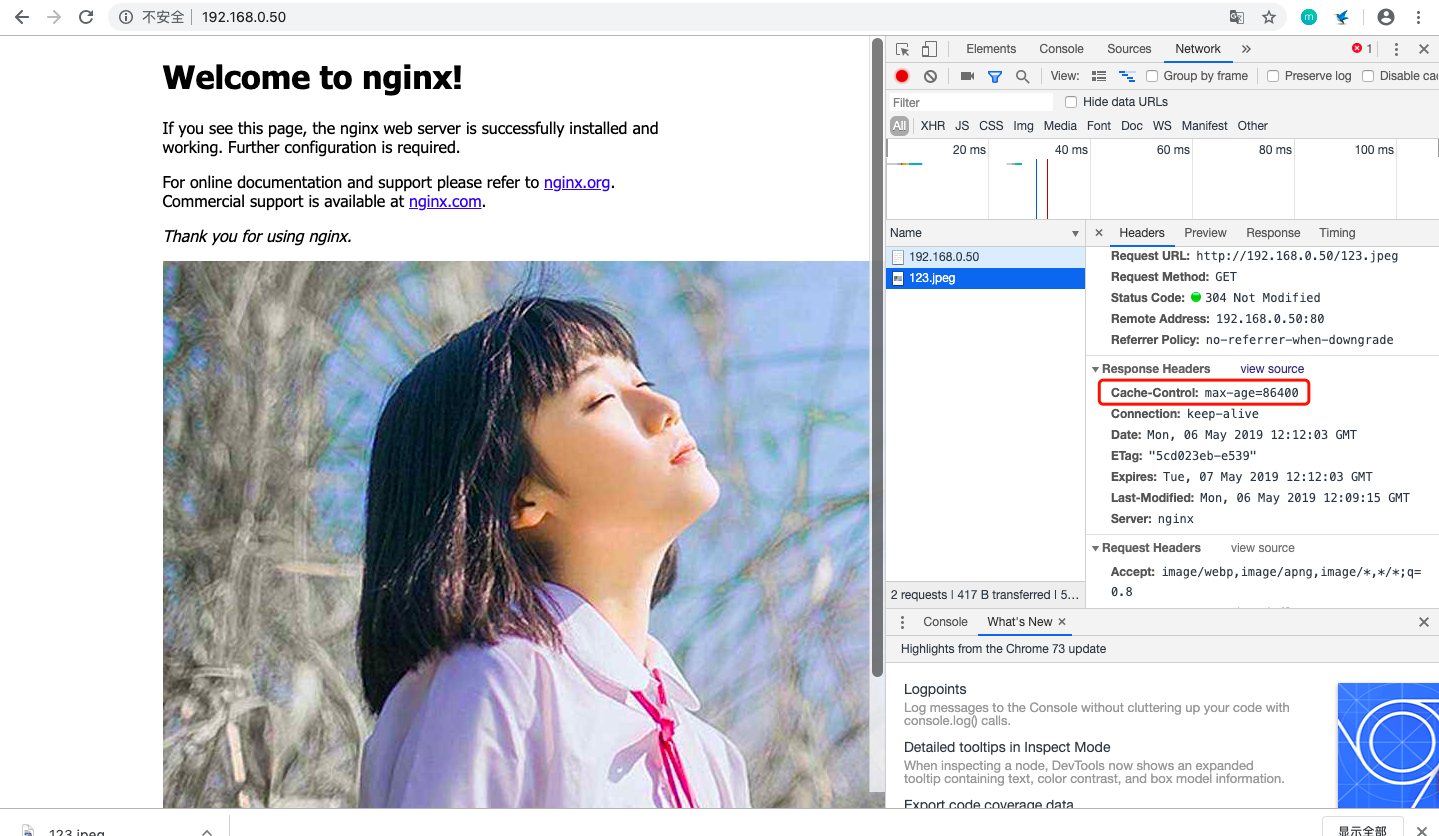 不安全 192.168.0.50
Welcome to nginx!
If you see this page, the nginx web server is successfully installed and
working. Further configuration is required.
For online documentation and support please refer to nginx.org.
Commercial support is available at nginx.com.
Thank you for using nginx.
Elements Console Sources Network » 1
View: Group by frame Preserve log Disable
Filter Hide data URLs
All XHR JS CSS Img Media Font Doc WS Manifest Other
20 ms 40 ms 60 ms 80 ms 100 ms
Name
192.168.0.50
123.jpeg
Headers Preview Response Timing
Request URL: http://192.168.0.50/123.jpeg
Request Method: GET
Status Code: 304 Not Modified
Remote Address: 192.168.0.50:80
Referrer Policy: no-referrer-when-downgrade
Response Headers view source
Cache-Control: max-age=86400
Connection: keep-alive
Date: Mon, 06 May 2019 12:12:03 GMT
ETag: "5cd023eb-e539"
Expires: Tue, 07 May 2019 12:12:03 GMT
Last-Modified: Mon, 06 May 2019 12:09:15 GMT
Server: nginx
Request Headers view source
Accept: image/webp,image/apng,image/*,*/*;q=
0.8
2 requests | 417 B transferred | 5…
Console What's New
Highlights from the Chrome 73 update
Logpoints
Log messages to the Console without cluttering up your code with
console.log() calls.
Detailed tooltips in Inspect Mode
When inspecting a node, DevTools now shows an expanded
tooltip containing text, color contrast, and box model information.
Export code coverage data
123.jpeg
显示全部